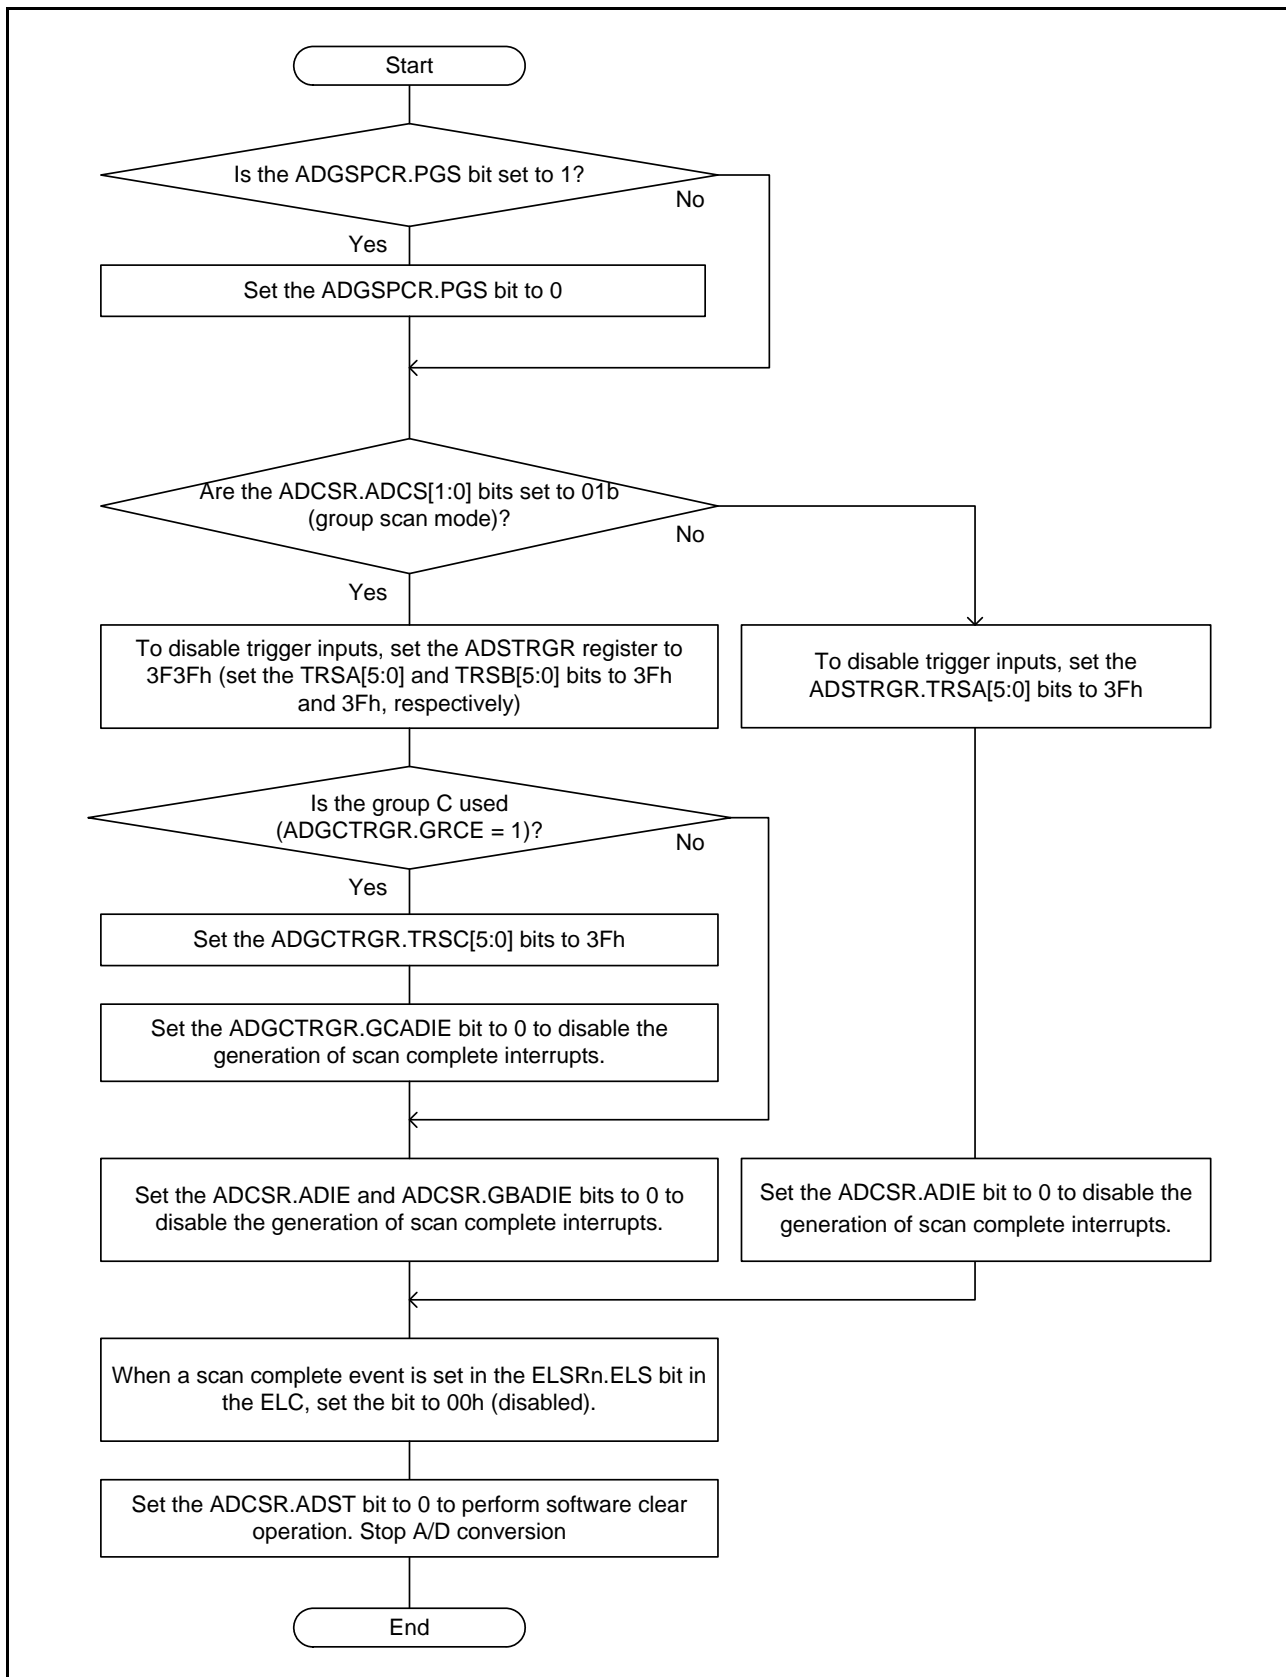 Start
Is the ADGSPCR.PGS bit set to 1?
No
Yes
Set the ADGSPCR.PGS bit to 0
Are the ADCSR.ADCS[1:0] bits set to 01b
(group scan mode)?
No
Yes
To disable trigger inputs, set the ADSTRGR register to
3F3Fh (set the TRSA[5:0] and TRSB[5:0] bits to 3Fh
and 3Fh, respectively)
To disable trigger inputs, set the
ADSTRGR.TRSA[5:0] bits to 3Fh
Is the group C used
(ADGCTRGR.GRCE = 1)?
No
Yes
Set the ADGCTRGR.TRSC[5:0] bits to 3Fh
Set the ADGCTRGR.GCADIE bit to 0 to disable the
generation of scan complete interrupts.
Set the ADCSR.ADIE and ADCSR.GBADIE bits to 0 to
disable the generation of scan complete interrupts.
Set the ADCSR.ADIE bit to 0 to disable the
generation of scan complete interrupts.
When a scan complete event is set in the ELSRn.ELS bit in
the ELC, set the bit to 00h (disabled).
Set the ADCSR.ADST bit to 0 to perform software clear
operation. Stop A/D conversion
End